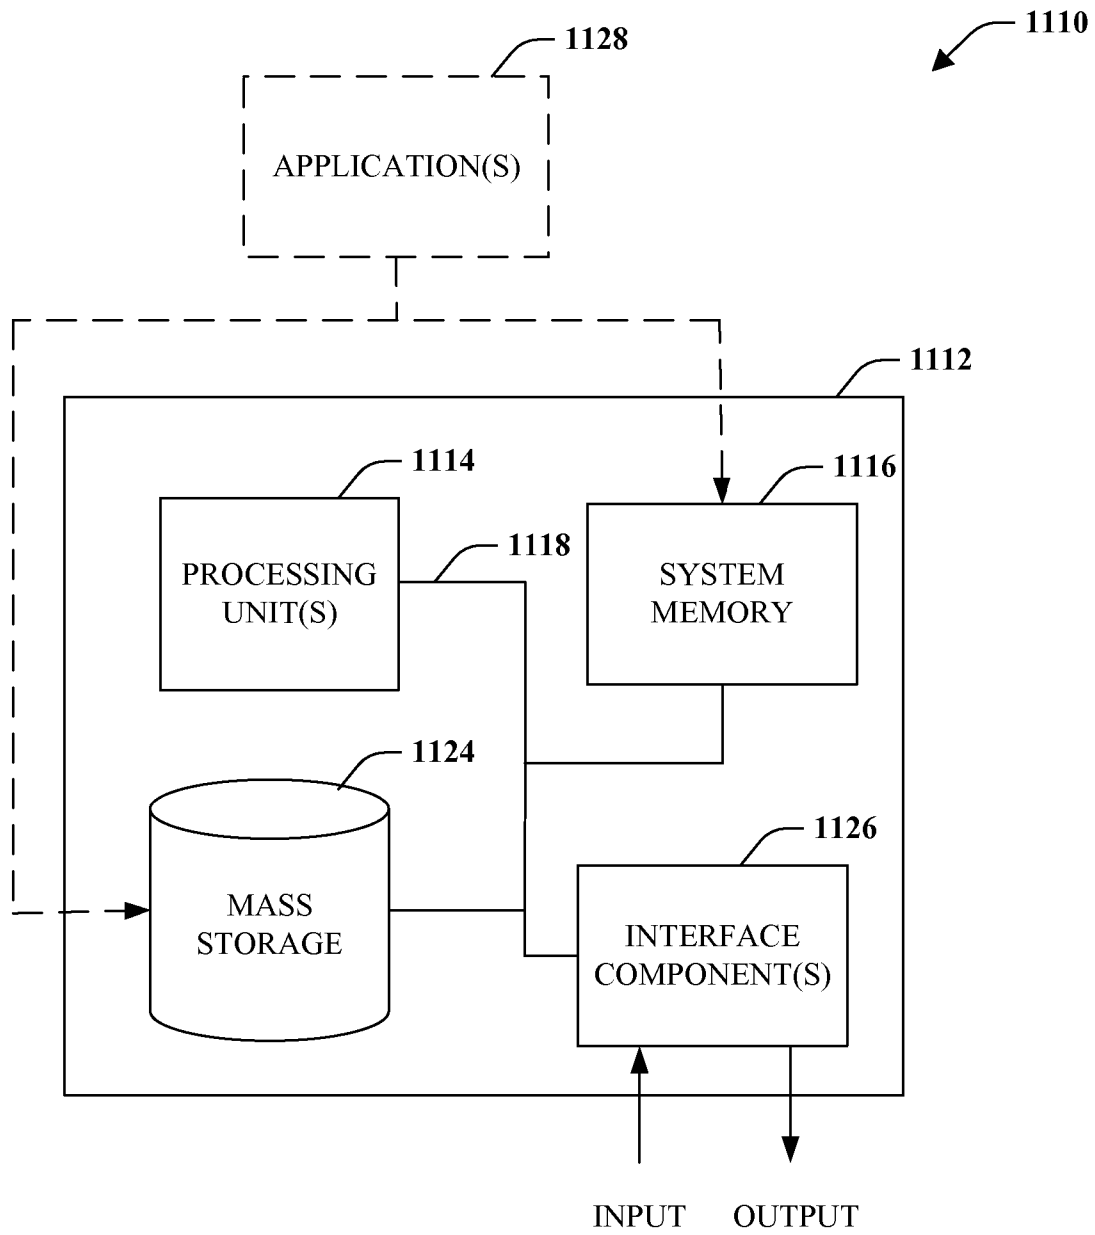 1110
1128
APPLICATION(S)
1112
1114
1116
1118
PROCESSING
UNIT(S)
SYSTEM
MEMORY
1124
1126
MASS
STORAGE
INTERFACE
COMPONENT(S)
INPUT
OUTPUT